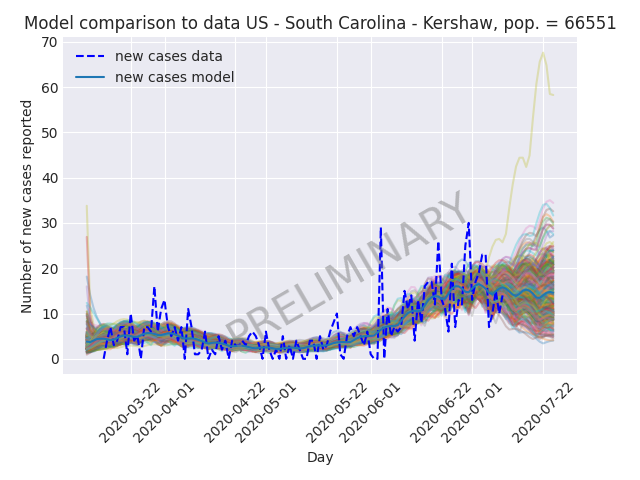 Model comparison to data US - South Carolina - Kershaw, pop. = 66551
70
60
50
40
30
20
10
0
Number of new cases reported
new cases data
new cases model
PRELIMINARY
2020-03-22
2020-04-01
2020-04-22
2020-05-01
2020-05-22
2020-06-01
2020-06-22
2020-07-01
2020-07-22
Day